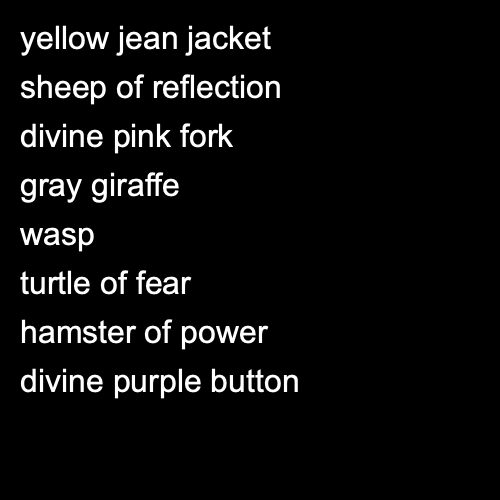 yellow jean jacket
sheep of reflection
divine pink fork
gray giraffe
wasp
turtle of fear
hamster of power
divine purple button